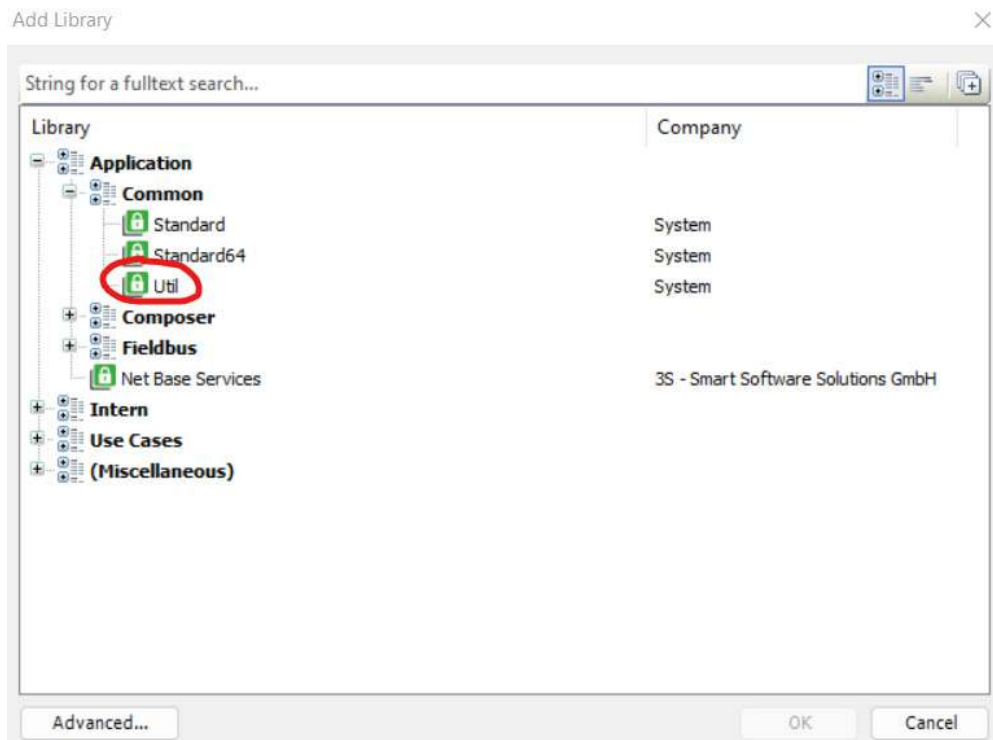 Add Library
String for a fulltext search...
Library Company
Application
Common
Standard System
Standard64 System
Util System
Composer
Fieldbus
Net Base Services 3S - Smart Software Solutions GmbH
Intern
Use Cases
(Miscellaneous)
Advanced... OK Cancel